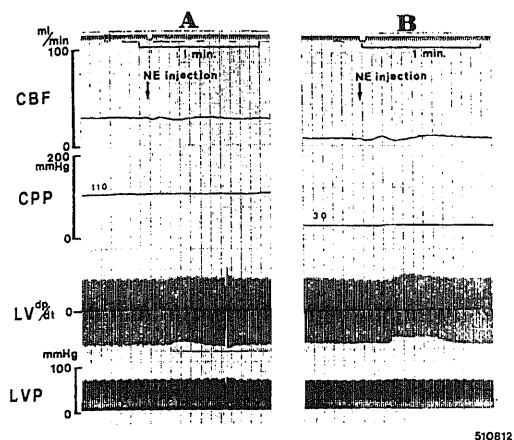 A B
ml/min
100
1 min. 1 min.
NE injection NE injection
CBF
0
200
mmHg
CPP
110
30
0
LV dp/dt 0
mmHg
100
LVP
0
510812